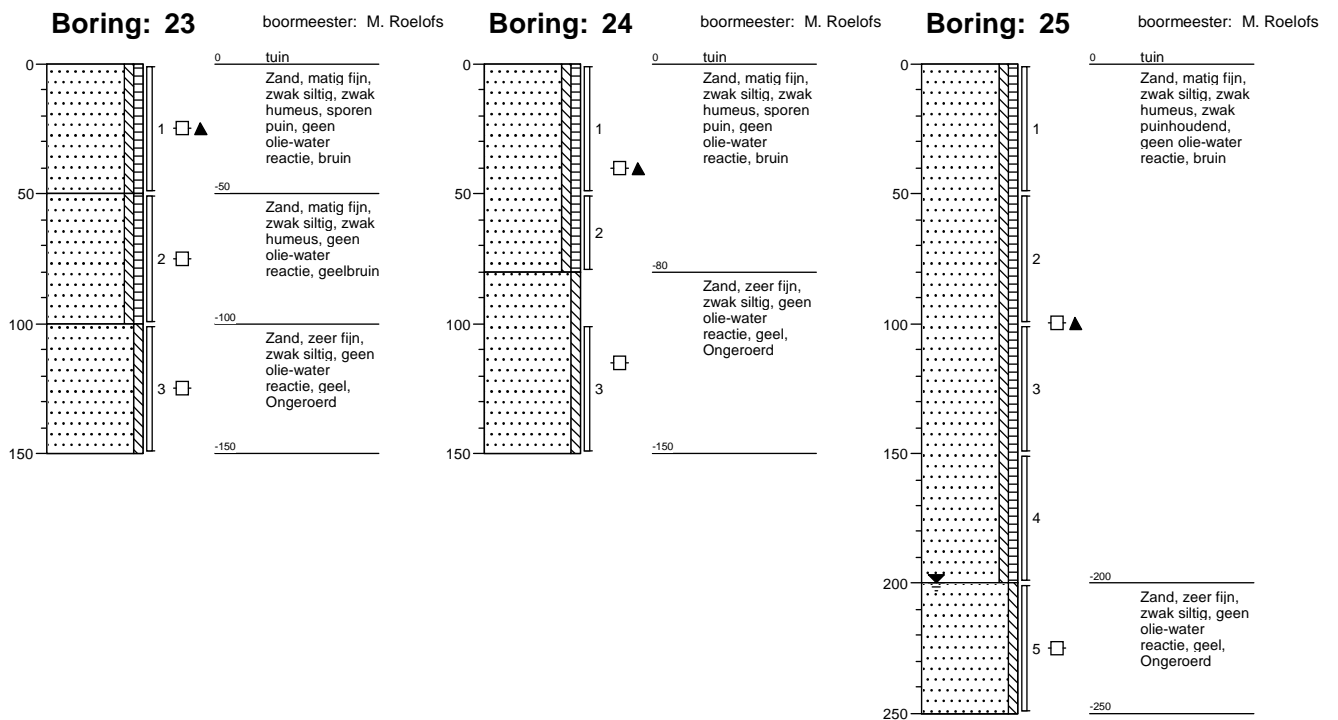 Boring: 23
boormeester: M. Roelofs
0
50
100
150
1
2
3
0
tuin
Zand, matig fijn,
zwak siltig, zwak
humeus, sporen
puin, geen
olie-water
reactie, bruin
-50
Zand, matig fijn,
zwak siltig, zwak
humeus, geen
olie-water
reactie, geelbruin
-100
Zand, zeer fijn,
zwak siltig, geen
olie-water
reactie, geel,
Ongeroerd
-150
Boring: 24
boormeester: M. Roelofs
0
50
100
150
1
2
3
0
tuin
Zand, matig fijn,
zwak siltig, zwak
humeus, sporen
puin, geen
olie-water
reactie, bruin
-80
Zand, zeer fijn,
zwak siltig, geen
olie-water
reactie, geel,
Ongeroerd
-150
Boring: 25
boormeester: M. Roelofs
0
50
100
150
200
250
1
2
3
4
5
0
tuin
Zand, matig fijn,
zwak siltig, zwak
humeus, zwak
puinhoudend,
geen olie-water
reactie, bruin
-200
Zand, zeer fijn,
zwak siltig, geen
olie-water
reactie, geel,
Ongeroerd
-250